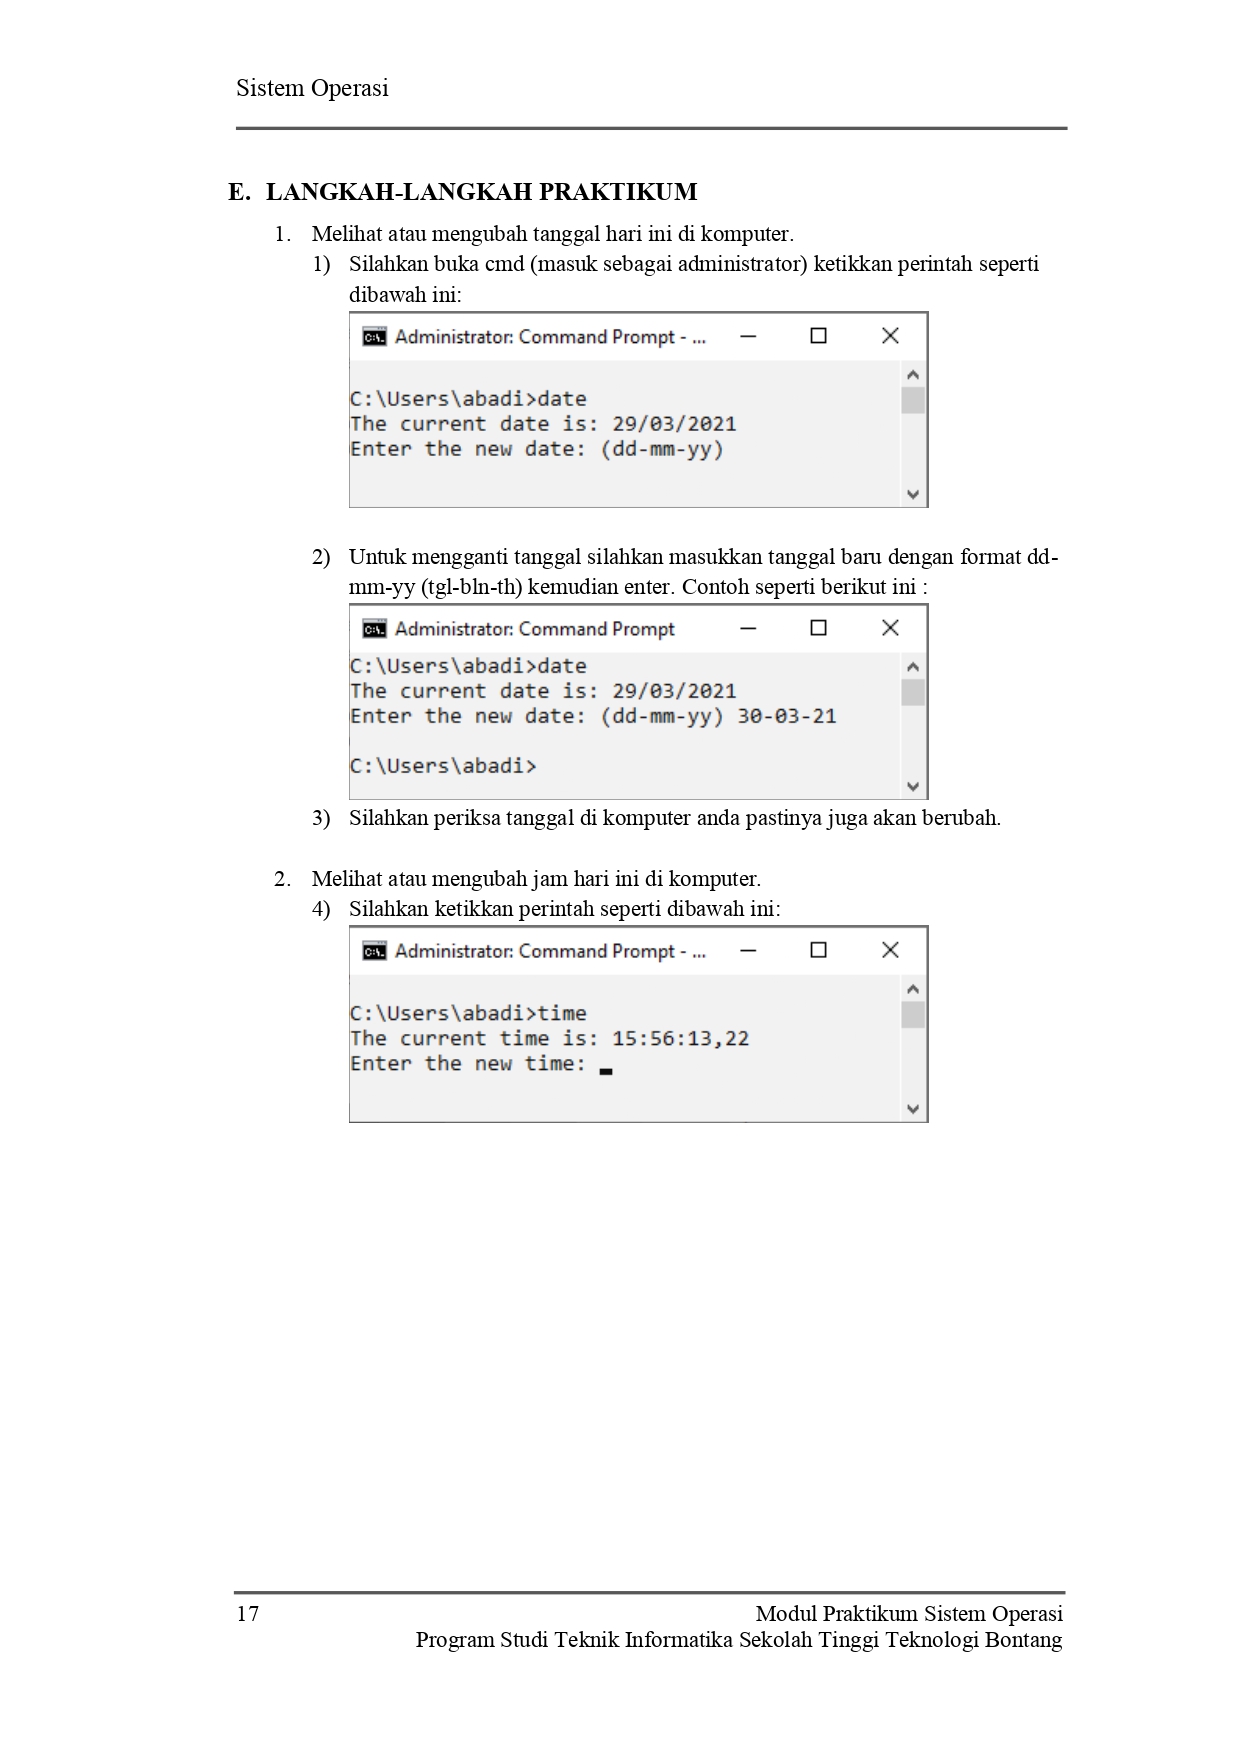 Sistem Operasi
E. LANGKAH-LANGKAH PRAKTIKUM
1. Melihat atau mengubah tanggal hari ini di komputer.
1) Silahkan buka cmd (masuk sebagai administrator) ketikkan perintah seperti
dibawah ini:
Administrator: Command Prompt - ...
C:\Users\abadi>date
The current date is: 29/03/2021
Enter the new date: (dd-mm-yy)
2) Untuk mengganti tanggal silahkan masukkan tanggal baru dengan format dd-
mm-yy (tgl-bln-th) kemudian enter. Contoh seperti berikut ini :
Administrator: Command Prompt
C:\Users\abadi>date
The current date is: 29/03/2021
Enter the new date: (dd-mm-yy) 30-03-21
C:\Users\abadi>
3) Silahkan periksa tanggal di komputer anda pastinya juga akan berubah.
2. Melihat atau mengubah jam hari ini di komputer.
4) Silahkan ketikkan perintah seperti dibawah ini:
Administrator: Command Prompt - ...
C:\Users\abadi>time
The current time is: 15:56:13,22
Enter the new time:
17 Modul Praktikum Sistem Operasi
Program Studi Teknik Informatika Sekolah Tinggi Teknologi Bontang